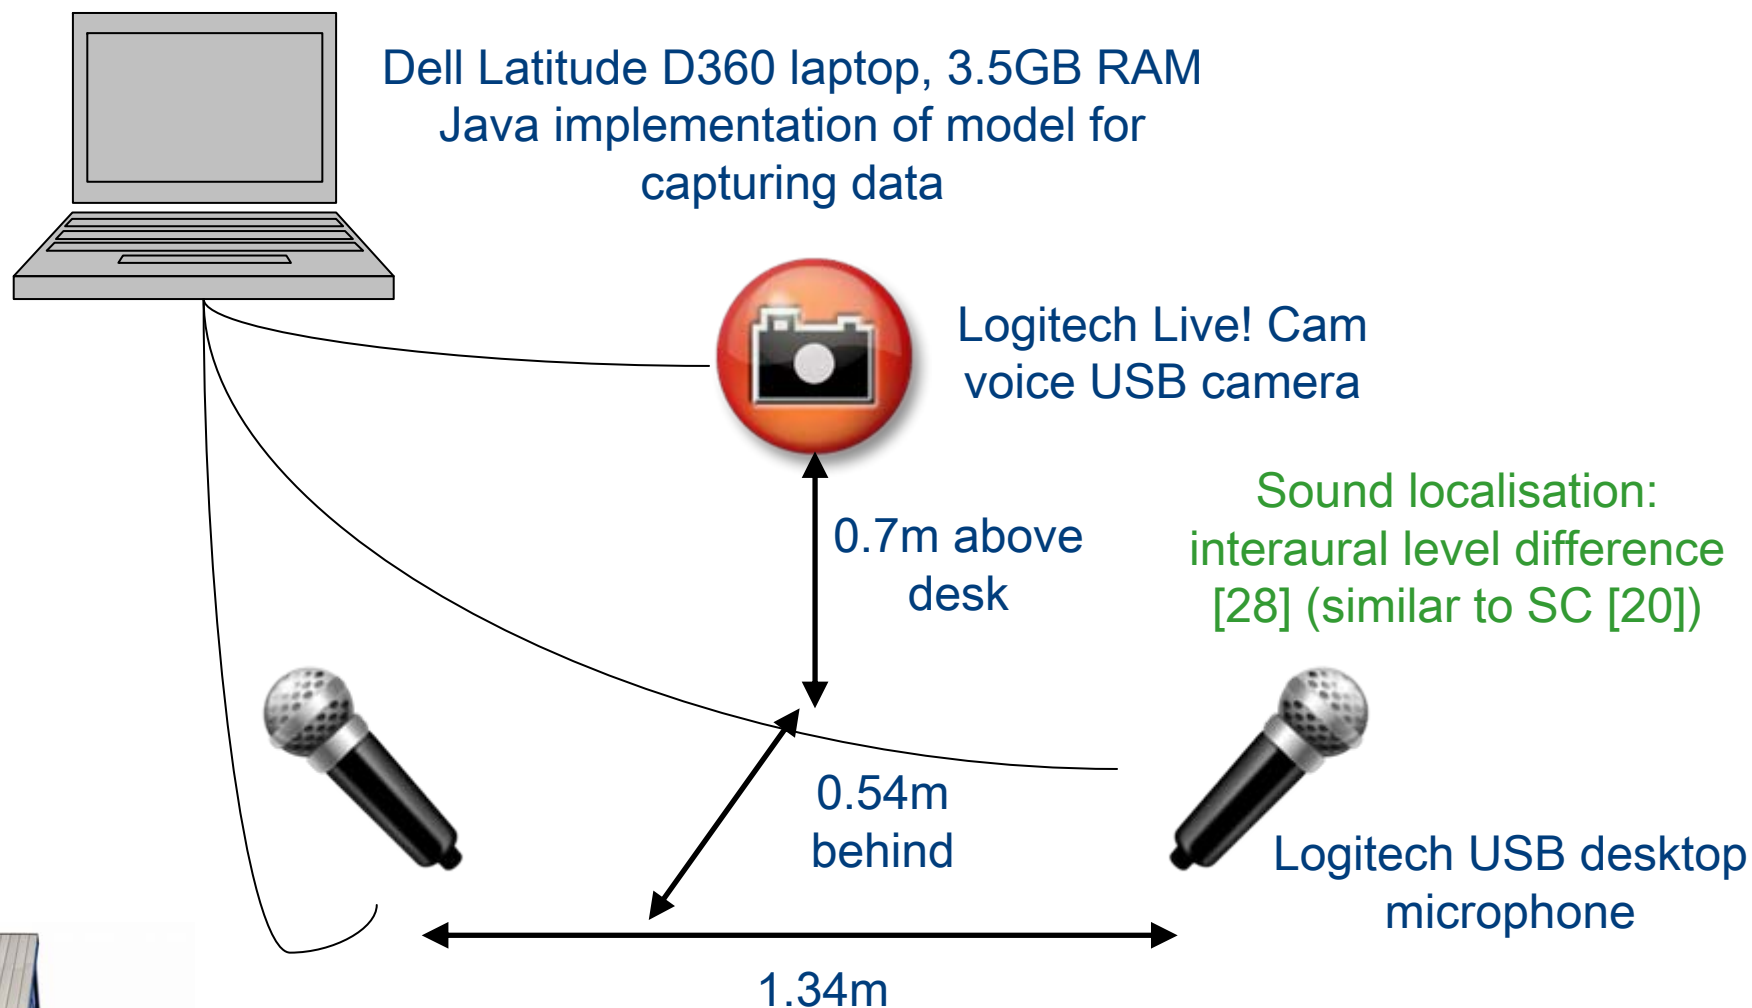 Dell Latitude D360 laptop, 3.5GB RAM
Java implementation of model for
capturing data
Logitech Live! Cam
voice USB camera
Sound localisation:
interaural level difference
[28] (similar to SC [20])
0.7m above
desk
0.54m
behind
Logitech USB desktop
microphone
1.34m